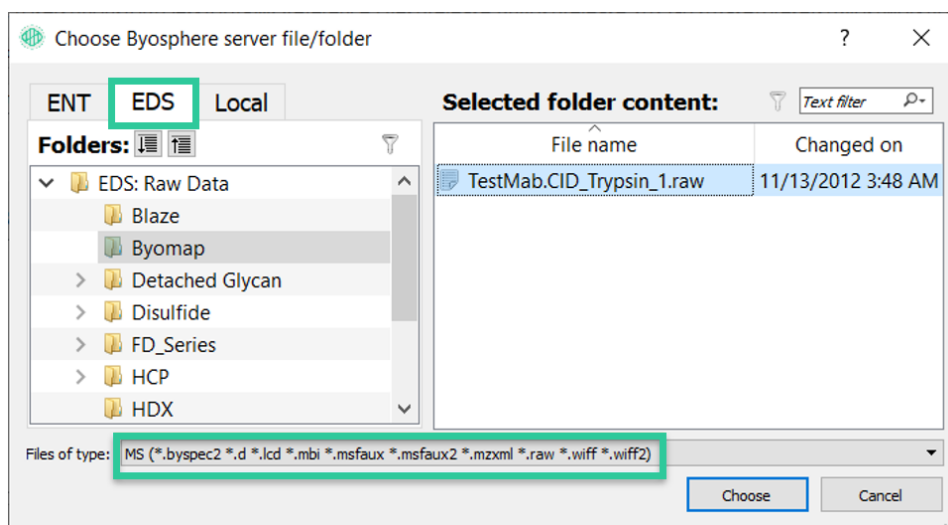 Choose Byosphere server file/folder
?
ENT EDS Local
Folders:
EDS: Raw Data
Blaze
Byomap
Detached Glycan
Disulfide
FD_Series
HCP
HDX
Selected folder content:
Text filter
File name Changed on
TestMab.CID_Trypsin_1.raw 11/13/2012 3:48 AM
Files of type: MS (*.byspec2 *.d *.lcd *.mbi *.msfaux *.msfaux2 *.mzxml *.raw *.wiff *.wiff2)
Choose Cancel